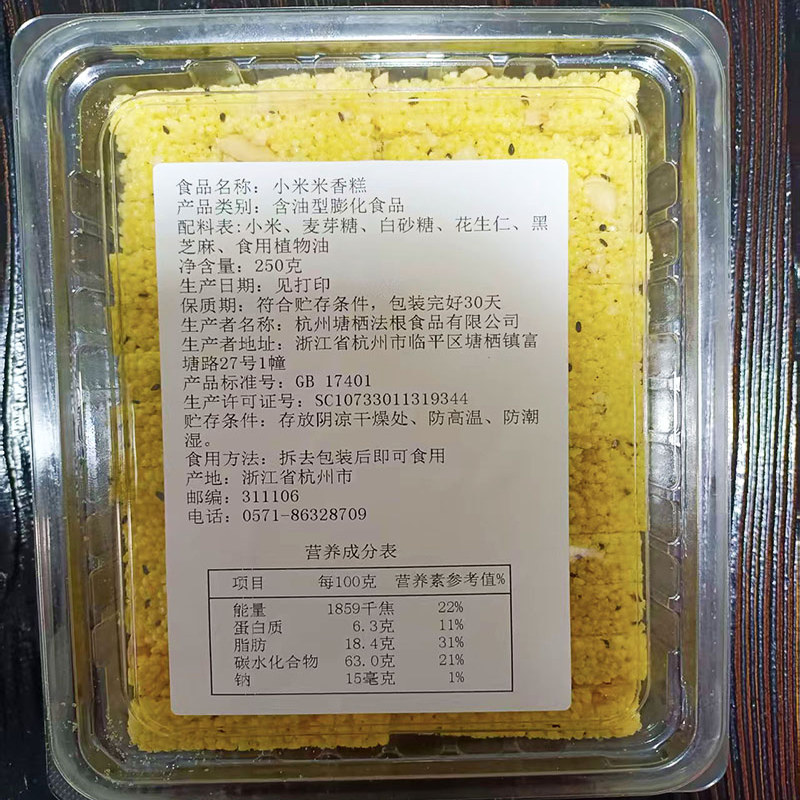 食品名称：小米米香糕
产品类别：含油型膨化食品
配料表:小米、麦芽糖、白砂糖、花生仁、黑
芝麻、食用植物油
净含量：250克
生产日期：见打印
保质期：符合贮存条件，包装完好30天
生产者名称：杭州塘栖法根食品有限公司
生产者地址：浙江省杭州市临平区塘栖镇富
塘路27号1幢
产品标准号：GB 17401
生产许可证号：SC10733011319344
贮存条件：存放阴凉干燥处、防高温、防潮
湿。
食用方法：拆去包装后即可食用
产地：浙江省杭州市
邮编：311106
电话：0571-86328709
营养成分表
项目 每100克 营养素参考值%
能量 1859千焦 22%
蛋白质 6.3克 11%
脂肪 18.4克 31%
碳水化合物 63.0克 21%
钠 15毫克 1%